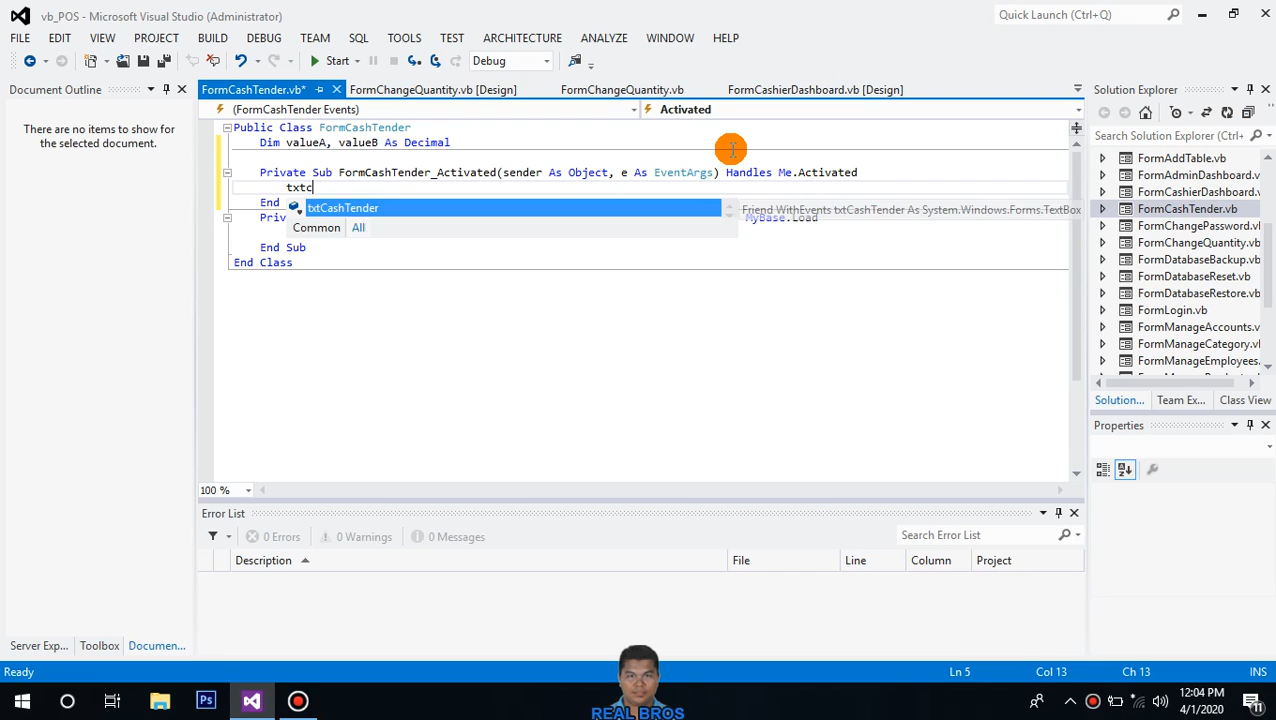 vb_POS - Microsoft Visual Studio (Administrator)
Quick Launch (Ctrl+Q)
FILE EDIT VIEW PROJECT BUILD DEBUG TEAM SQL TOOLS TEST ARCHITECTURE ANALYZE WINDOW HELP
Start Debug
Document Outline
There are no items to show for
the selected document.
FormCashTender.vb* FormChangeQuantity.vb [Design] FormChangeQuantity.vb FormCashierDashboard.vb [Design]
(FormCashTender Events) Activated
Public Class FormCashTender
Dim valueA, valueB As Decimal
Private Sub FormCashTender_Activated(sender As Object, e As EventArgs) Handles Me.Activated
txtc
End
txtCashTender
Friend WithEvents txtCashTender As System.Windows.Forms.TextBox
Pri MyBase.Load
Common All
End Sub
End Class
100 %
Solution Explorer
Search Solution Explorer
FormAddTable.vb
FormAdminDashboard.vb
FormCashierDashboard.vb
FormCashTender.vb
FormChangePassword.v
FormChangeQuantity.vb
FormDatabaseBackup.vb
FormDatabaseReset.vb
FormDatabaseRestore.vb
FormLogin.vb
FormManageAccounts.v
FormManageCategory.vl
FormManageEmployees.
Solution... Team Ex... Class View
Properties
Error List
0 Errors 0 Warnings 0 Messages
Search Error List
Description File Line Column Project
Server Exp... Toolbox Documen...
Ready Ln 5 Col 13 Ch 13 INS
Ps
12:04 PM
4/1/2020
11
REAL BROS